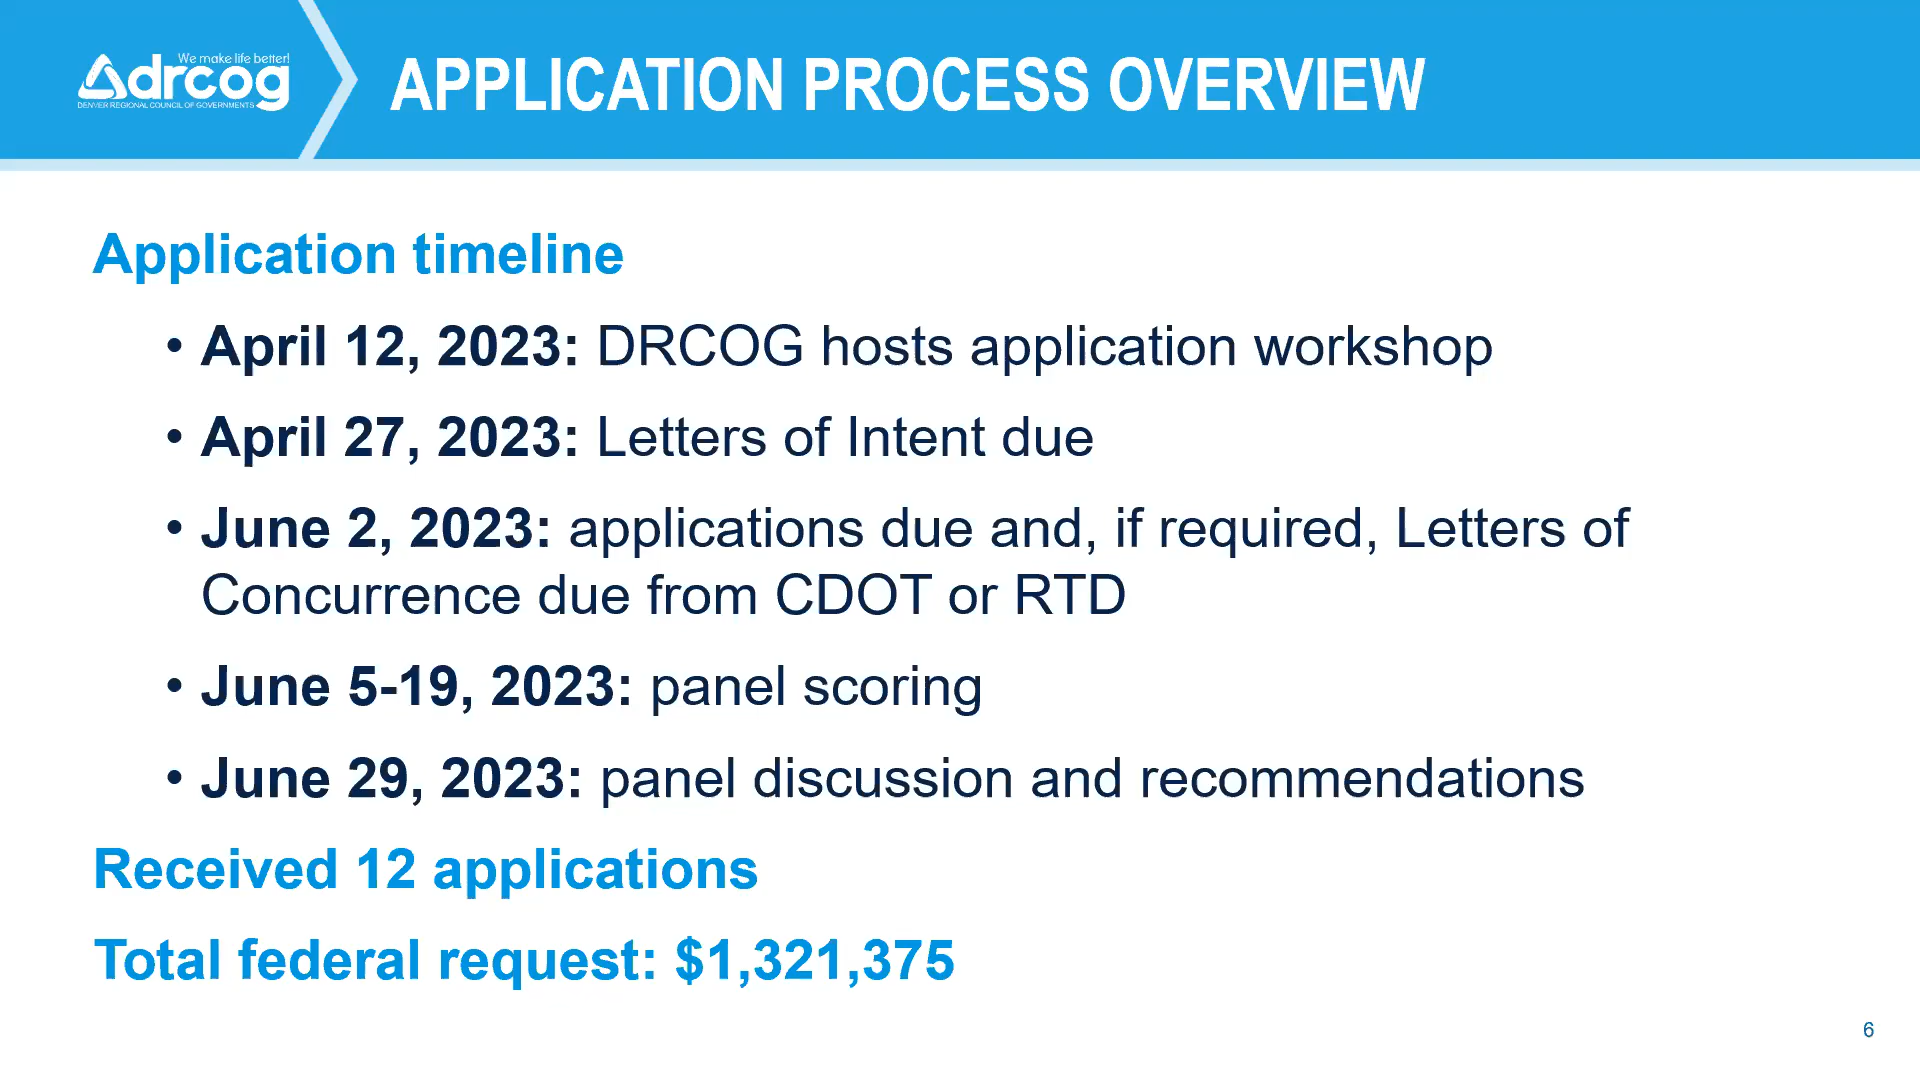 We make life better!
drcog
DENVER REGIONAL COUNCIL OF GOVERNMENTS
APPLICATION PROCESS OVERVIEW
Application timeline
• April 12, 2023: DRCOG hosts application workshop
• April 27, 2023: Letters of Intent due
• June 2, 2023: applications due and, if required, Letters of
Concurrence due from CDOT or RTD
• June 5-19, 2023: panel scoring
• June 29, 2023: panel discussion and recommendations
Received 12 applications
Total federal request: $1,321,375
6